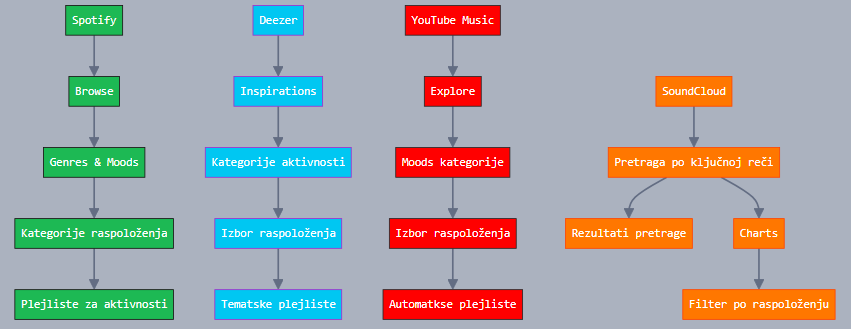 Spotify
Browse
Genres & Moods
Kategorije raspoloženja
Plejliste za aktivnosti
Deezer
Inspirations
Kategorije aktivnosti
Izbor raspoloženja
Tematske plejliste
YouTube Music
Explore
Moods kategorije
Izbor raspoloženja
Automatkse plejliste
SoundCloud
Pretraga po ključnoj reči
Rezultati pretrage
Charts
Filter po raspoloženju